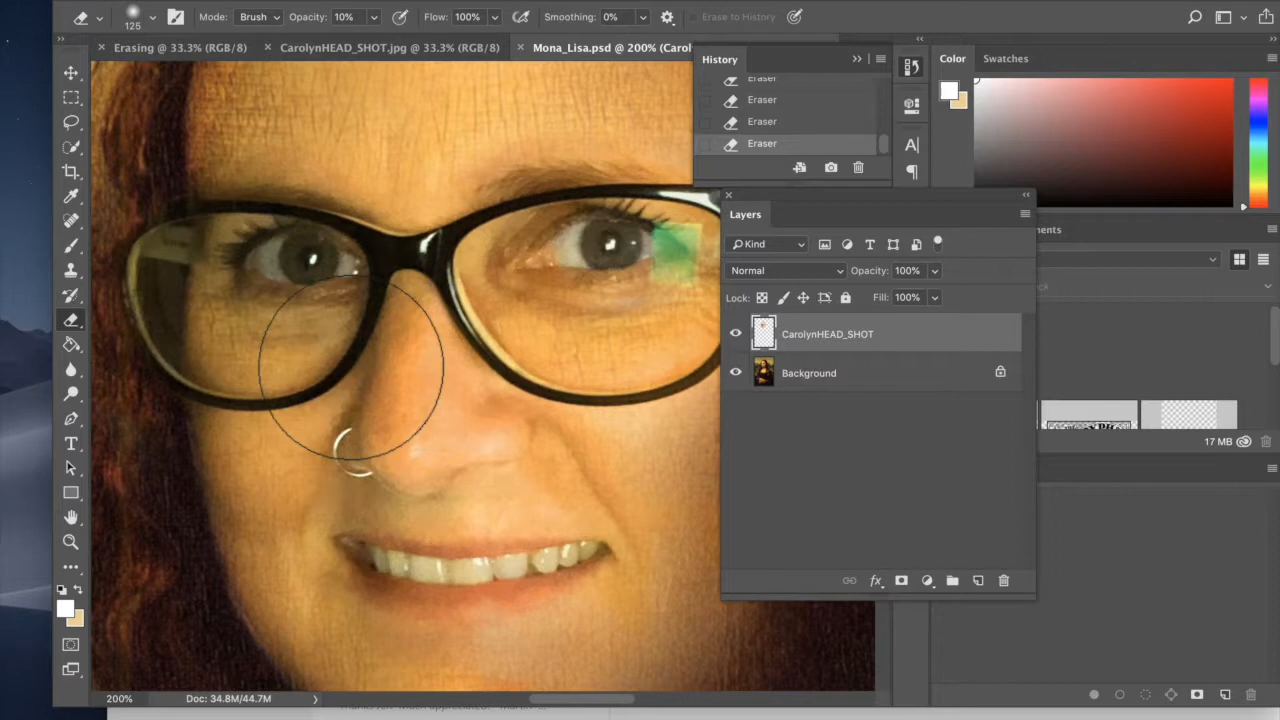 125
Mode: Brush Opacity: 10% Flow: 100% Smoothing: 0% Erase to History
Erasing @ 33.3% (RGB/8) CarolynHEAD_SHOT.jpg @ 33.3% (RGB/8) Mona_Lisa.psd @ 200% (Carol
History
Eraser
Eraser
Eraser
Eraser
Color Swatches
Layers
Kind
Normal Opacity: 100%
Lock: Fill: 100%
CarolynHEAD_SHOT
Background
fx
ments
17 MB
200% Doc: 34.8M/44.7M